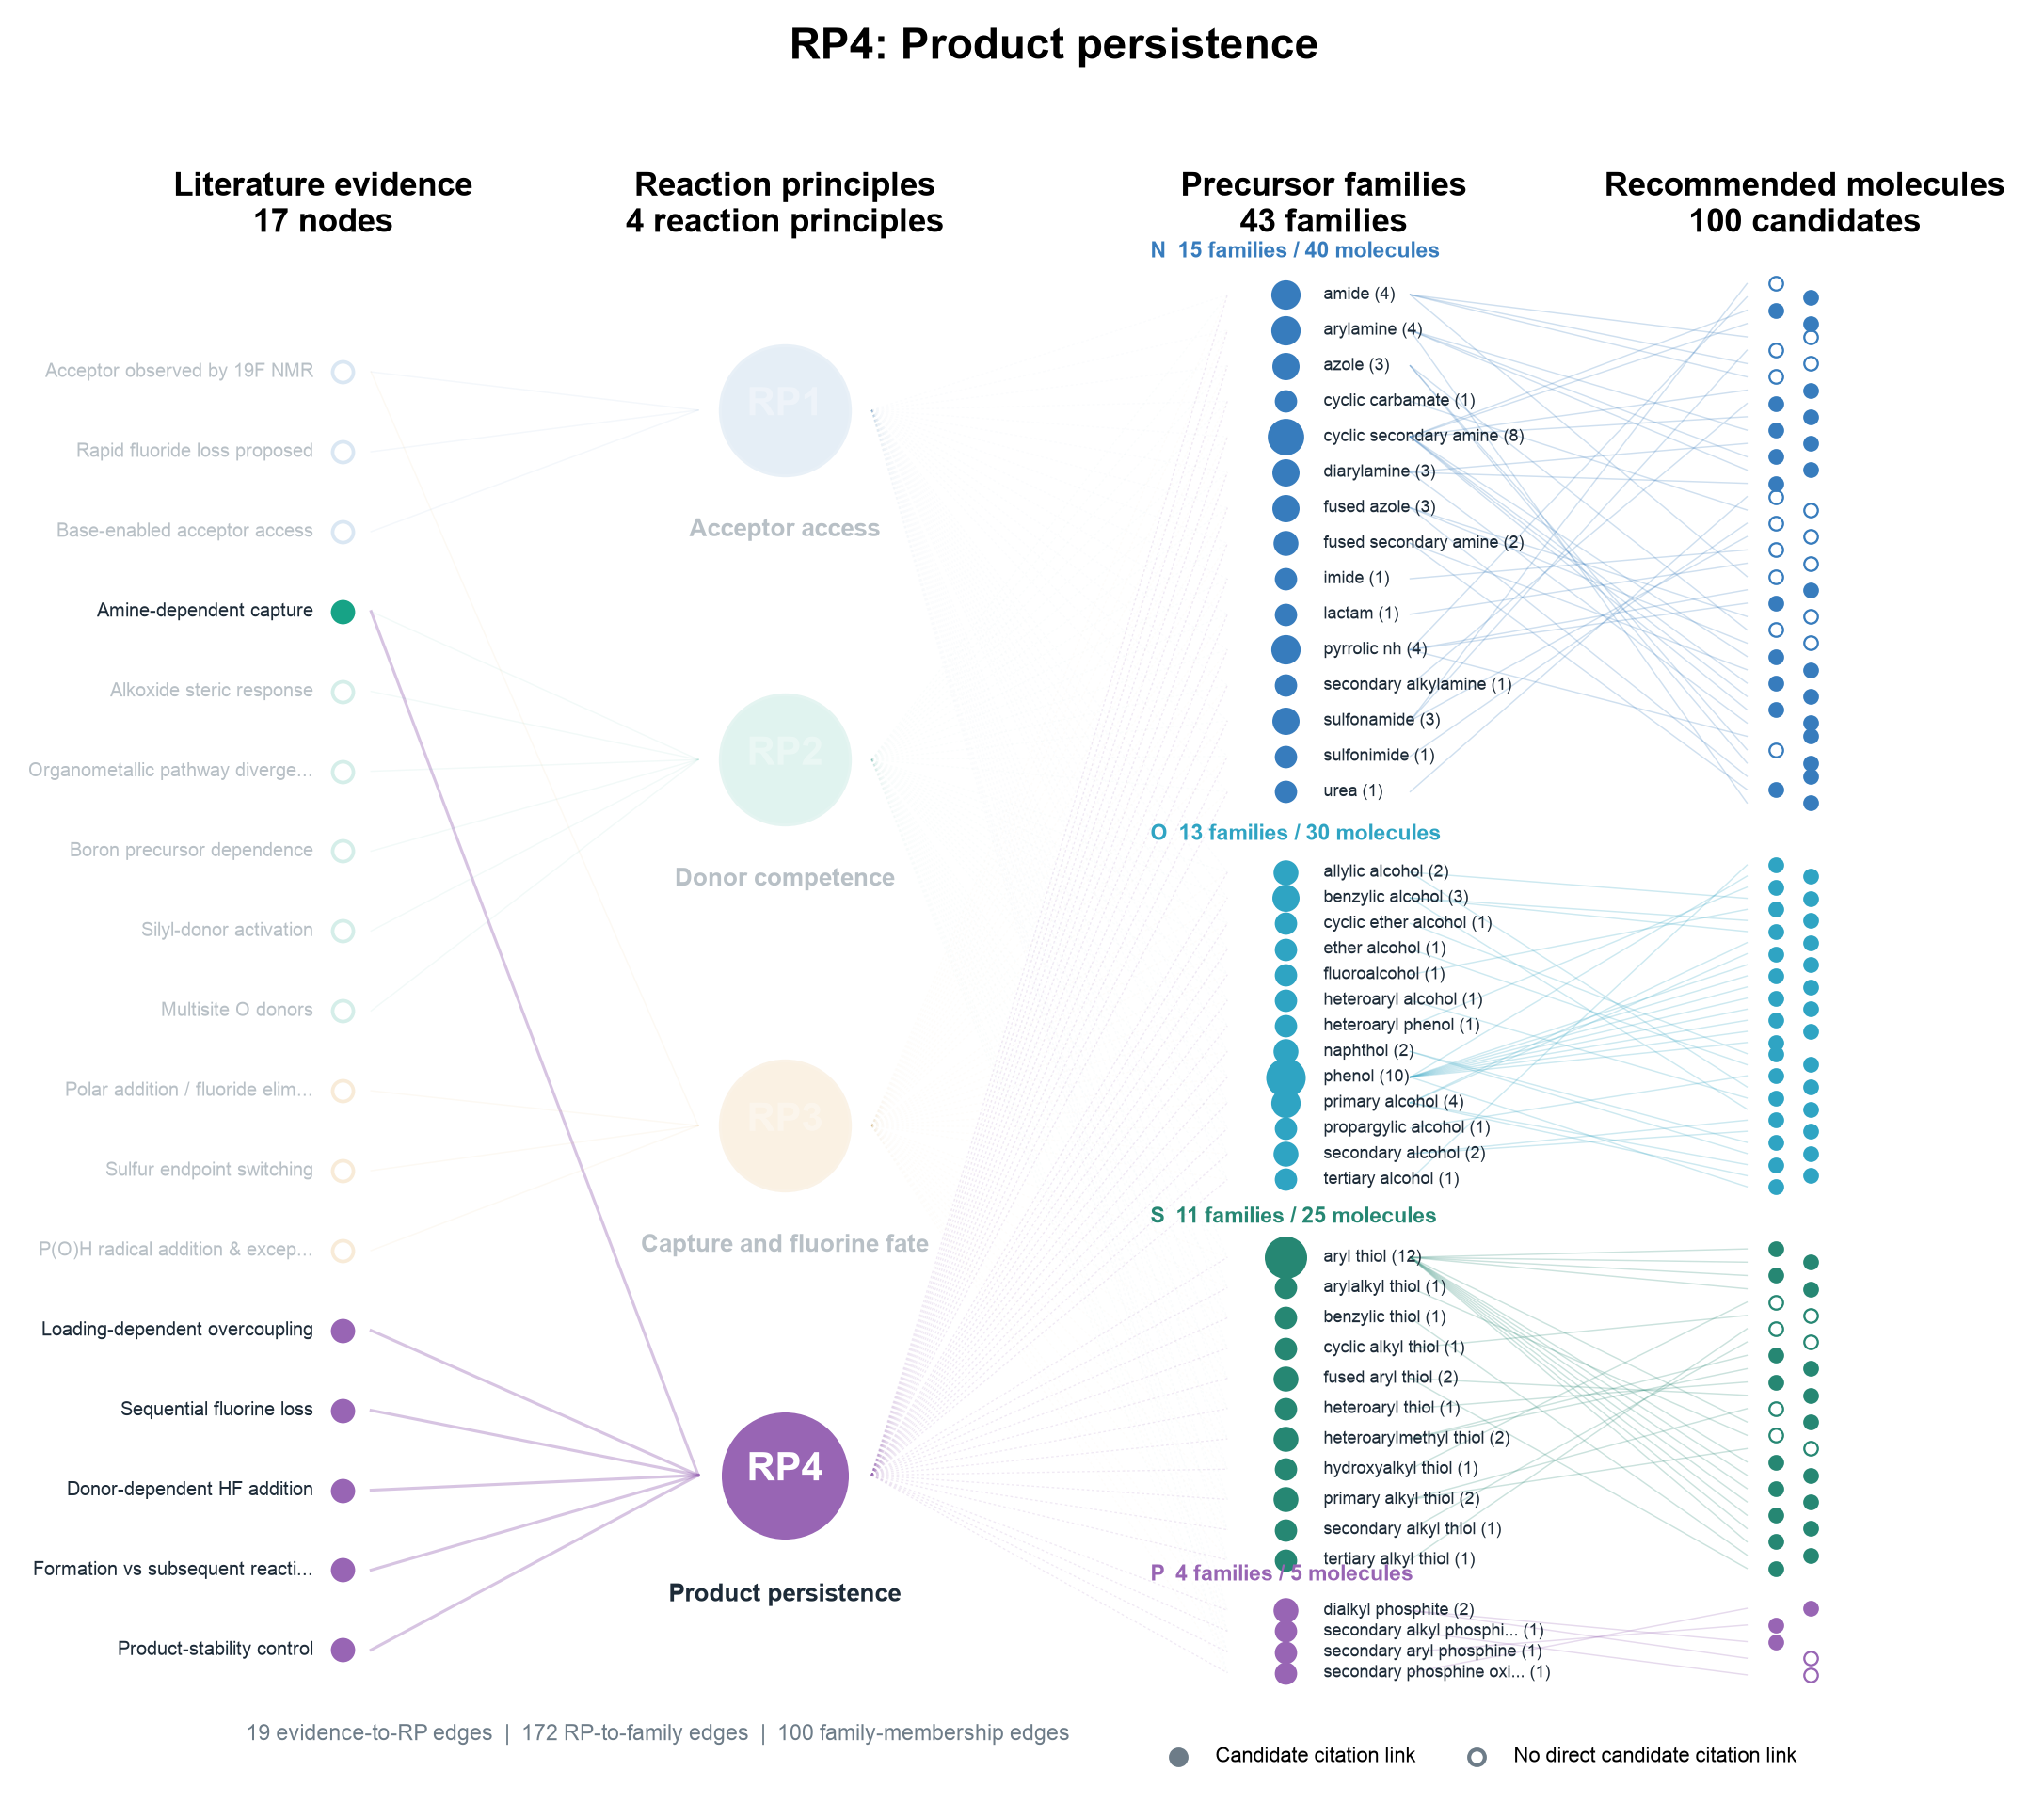 RP4: Product persistence
Literature evidence
17 nodes
Reaction principles
4 reaction principles
Precursor families
43 families
Recommended molecules
100 candidates
Acceptor observed by 19F NMR
Rapid fluoride loss proposed
Base-enabled acceptor access
Amine-dependent capture
Alkoxide steric response
Organometallic pathway diverge...
Boron precursor dependence
Silyl-donor activation
Multisite O donors
Polar addition / fluoride elim...
Sulfur endpoint switching
P(O)H radical addition & excep...
Loading-dependent overcoupling
Sequential fluorine loss
Donor-dependent HF addition
Formation vs subsequent reacti...
Product-stability control
RP1
Acceptor access
RP2
Donor competence
RP3
Capture and fluorine fate
RP4
Product persistence
N 15 families / 40 molecules
amide (4)
arylamine (4)
azole (3)
cyclic carbamate (1)
cyclic secondary amine (8)
diarylamine (3)
fused azole (3)
fused secondary amine (2)
imide (1)
lactam (1)
pyrrolic nh (4)
secondary alkylamine (1)
sulfonamide (3)
sulfonimide (1)
urea (1)
O 13 families / 30 molecules
allylic alcohol (2)
benzylic alcohol (3)
cyclic ether alcohol (1)
ether alcohol (1)
fluoroalcohol (1)
heteroaryl alcohol (1)
heteroaryl phenol (1)
naphthol (2)
phenol (10)
primary alcohol (4)
propargylic alcohol (1)
secondary alcohol (2)
tertiary alcohol (1)
S 11 families / 25 molecules
aryl thiol (12)
arylalkyl thiol (1)
benzylic thiol (1)
cyclic alkyl thiol (1)
fused aryl thiol (2)
heteroaryl thiol (1)
heteroarylmethyl thiol (2)
hydroxyalkyl thiol (1)
primary alkyl thiol (2)
secondary alkyl thiol (1)
tertiary alkyl thiol (1)
P 4 families / 5 molecules
dialkyl phosphite (2)
secondary alkyl phosphi... (1)
secondary aryl phosphine (1)
secondary phosphine oxi... (1)
19 evidence-to-RP edges | 172 RP-to-family edges | 100 family-membership edges
Candidate citation link
No direct candidate citation link